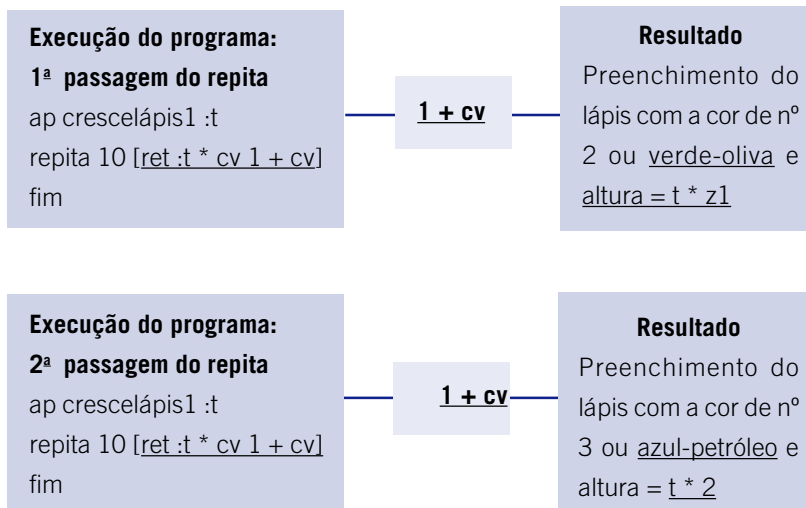 Execução do programa:
1ª passagem do repita
ap crescelápis1 :t
repita 10 [ret :t * cv 1 + cv]
fim
1 + cv
Resultado
Preenchimento do
lápis com a cor de nº
2 ou verde-oliva e
altura = t * z1
Execução do programa:
2ª passagem do repita
ap crescelápis1 :t
repita 10 [ret :t * cv 1 + cv]
fim
1 + cv
Resultado
Preenchimento do
lápis com a cor de nº
3 ou azul-petróleo e
altura = t * 2